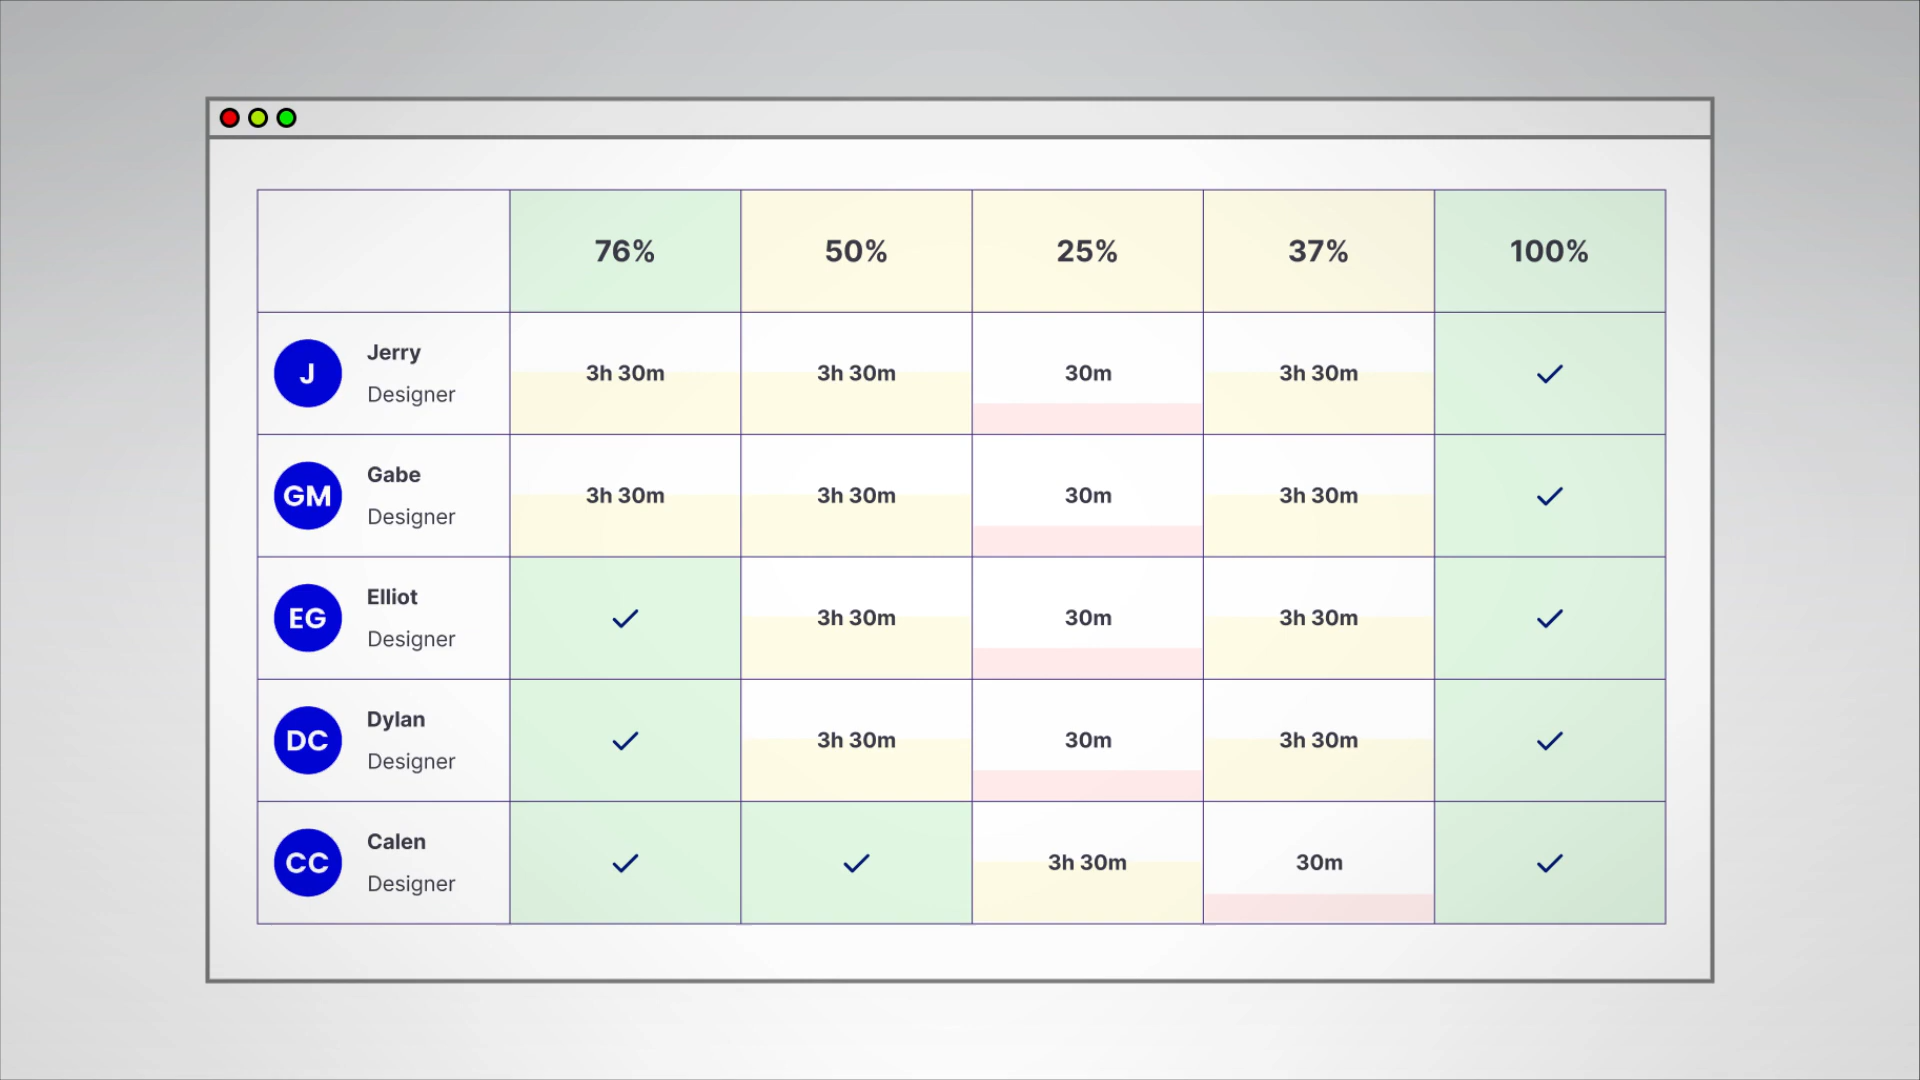 76% 50% 25% 37% 100%
J Jerry 3h 30m 3h 30m 30m 3h 30m
Designer
GM Gabe 3h 30m 3h 30m 30m 3h 30m
Designer
EG Elliot 3h 30m 30m 3h 30m
Designer
DC Dylan 3h 30m 30m 3h 30m
Designer
CC Calen 3h 30m 30m
Designer